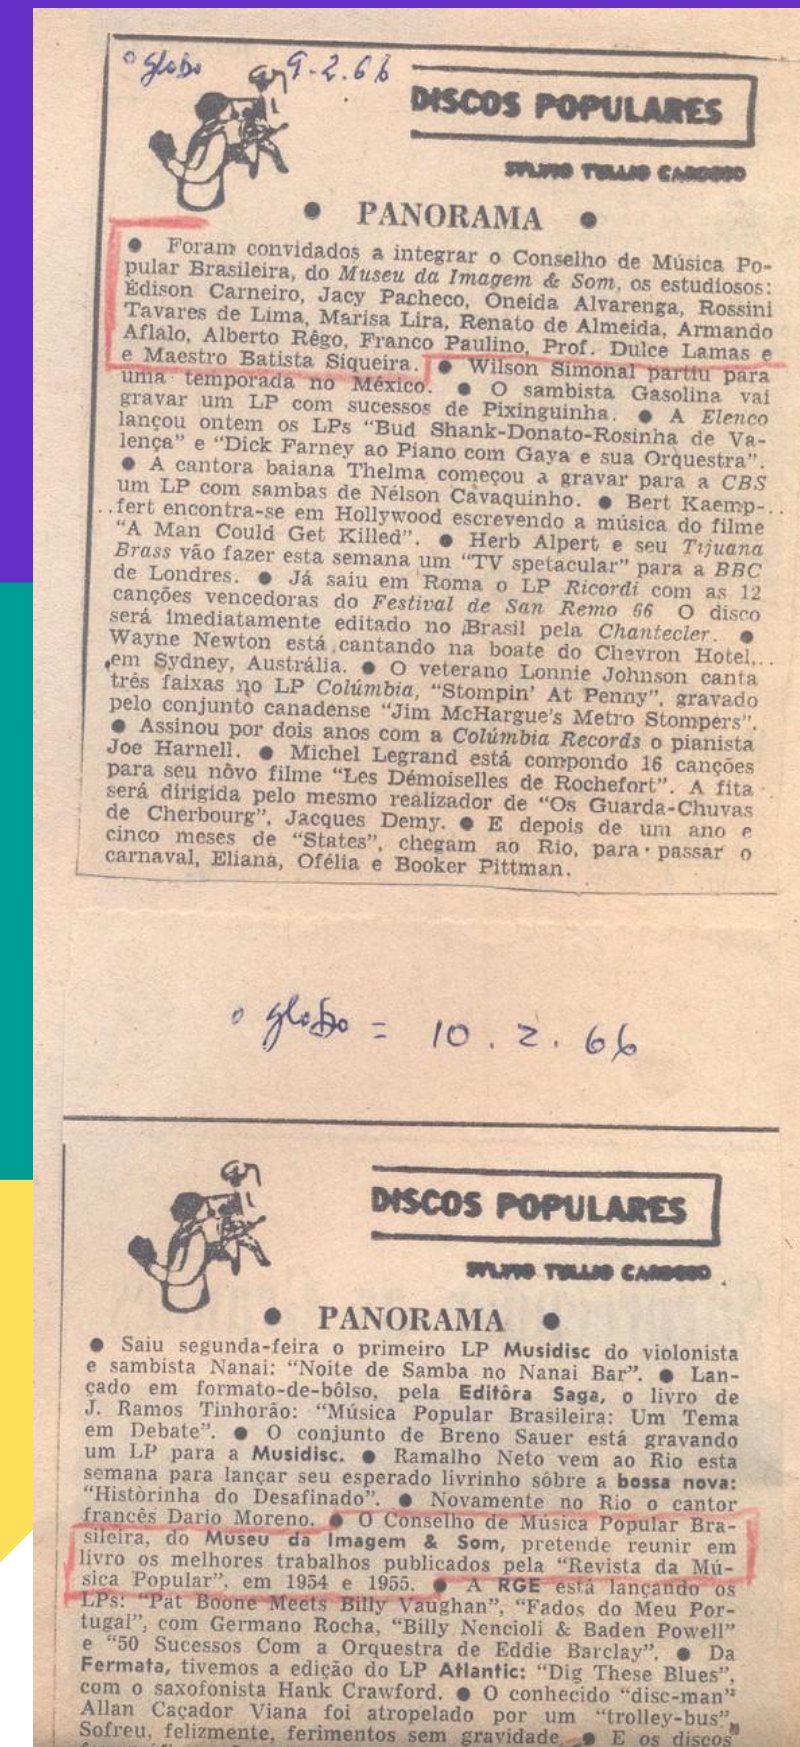 o globo 9.2.66
DISCOS POPULARES
SYLVIO TULLIO CARDOSO
● PANORAMA ●
● Foram convidados a integrar o Conselho de Música Po-
pular Brasileira, do Museu da Imagem & Som, os estudiosos:
Édison Carneiro, Jacy Pacheco, Oneida Alvarenga, Rossini
Tavares de Lima, Marisa Lira, Renato de Almeida, Armando
Aflalo, Alberto Rêgo, Franco Paulino, Prof. Dulce Lamas e
e Maestro Batista Siqueira. ● Wilson Simonal partiu para
uma temporada no México. ● O sambista Gasolina vai
gravar um LP com sucessos de Pixinguinha. ● A Elenco
lançou ontem os LPs "Bud Shank-Donato-Rosinha de Va-
lença" e "Dick Farney ao Piano com Gaya e sua Orquestra".
● A cantora baiana Thelma começou a gravar para a CBS
um LP com sambas de Nélson Cavaquinho. ● Bert Kaemp-
fert encontra-se em Hollywood escrevendo a música do filme
"A Man Could Get Killed". ● Herb Alpert e seu Tijuana
Brass vão fazer esta semana um "TV spetacular" para a BBC
de Londres. ● Já saiu em Roma o LP Ricordi com as 12
canções vencedoras do Festival de San Remo 66 O disco
será imediatamente editado no Brasil pela Chantecler. ●
Wayne Newton está cantando na boate do Chevron Hotel,
em Sydney, Austrália. ● O veterano Lonnie Johnson canta
três faixas no LP Colúmbia, "Stompin' At Penny", gravado
pelo conjunto canadense "Jim McHargue's Metro Stompers".
● Assinou por dois anos com a Colúmbia Records o pianista
Joe Harnell. ● Michel Legrand está compondo 16 canções
para seu nôvo filme "Les Démoiselles de Rochefort". A fita
será dirigida pelo mesmo realizador de "Os Guarda-Chuvas
de Cherbourg", Jacques Demy. ● E depois de um ano e
cinco meses de "States", chegam ao Rio, para passar o
carnaval, Eliana, Ofélia e Booker Pittman.
o globo = 10.2.66
DISCOS POPULARES
SYLVIO TULLIO CARDOSO
● PANORAMA ●
● Saiu segunda-feira o primeiro LP Musidisc do violonista
e sambista Nanai: "Noite de Samba no Nanai Bar". ● Lan-
çado em formato-de-bôlso, pela Editôra Saga, o livro de
J. Ramos Tinhorão: "Música Popular Brasileira: Um Tema
em Debate". ● O conjunto de Breno Sauer está gravando
um LP para a Musidisc. ● Ramalho Neto vem ao Rio esta
semana para lançar seu esperado livrinho sôbre a bossa nova:
"Històrinha do Desafinado". ● Novamente no Rio o cantor
francês Dario Moreno. ● O Conselho de Música Popular Bra-
sileira, do Museu da Imagem & Som, pretende reunir em
livro os melhores trabalhos publicados pela "Revista da Mú-
sica Popular", em 1954 e 1955. ● A RGE está lançando os
LPs: "Pat Boone Meets Billy Vaughan", "Fados do Meu Por-
tugal", com Germano Rocha, "Billy Nencioli & Baden Powell"
e "50 Sucessos Com a Orquestra de Eddie Barclay". ● Da
Fermata, tivemos a edição do LP Atlantic: "Dig These Blues",
com o saxofonista Hank Crawford. ● O conhecido "disc-man"
Allan Caçador Viana foi atropelado por um "trolley-bus".
Sofreu, felizmente, ferimentos sem gravidade. ● E os discos